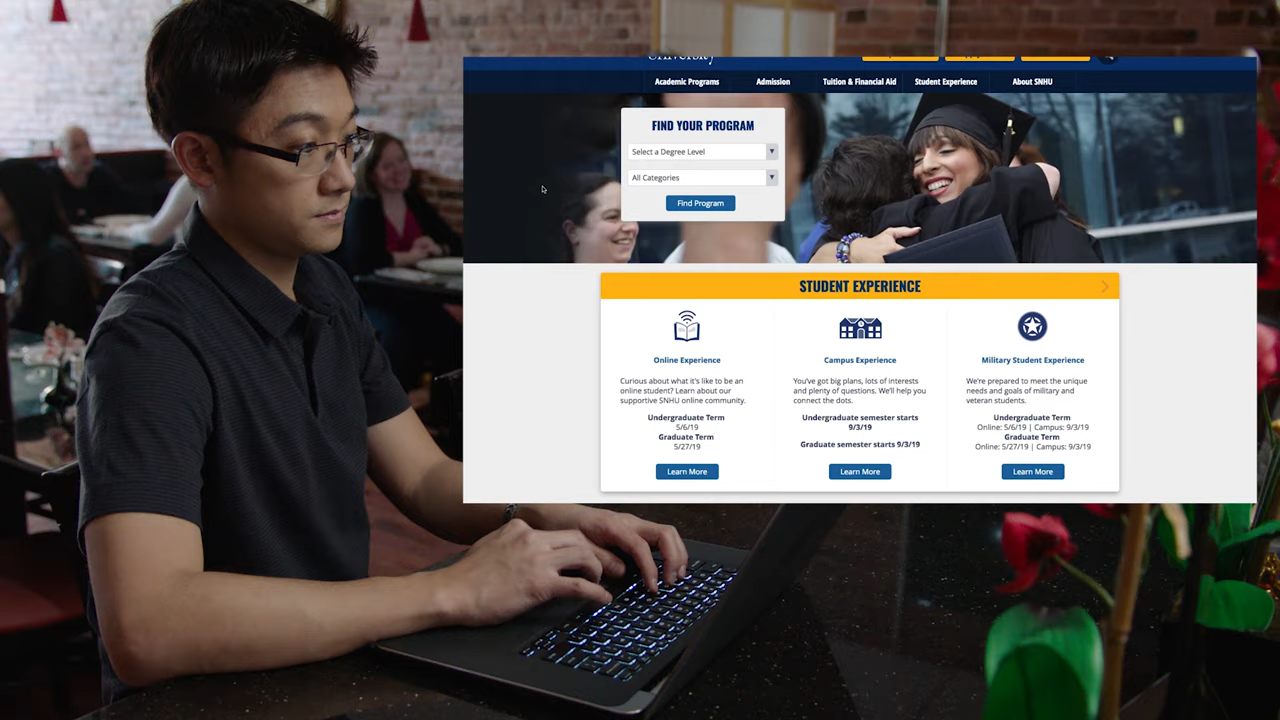 University
Academic Programs
Admission
Tuition & Financial Aid
Student Experience
About SNHU
FIND YOUR PROGRAM
Select a Degree Level
All Categories
Find Program
STUDENT EXPERIENCE
Online Experience
Curious about what it's like to be an
online student? Learn about our
supportive SNHU online community.
Undergraduate Term
5/6/19
Graduate Term
5/27/19
Learn More
Campus Experience
You've got big plans, lots of interests
and plenty of questions. We'll help you
connect the dots.
Undergraduate semester starts
9/3/19
Graduate semester starts 9/3/19
Learn More
Military Student Experience
We're prepared to meet the unique
needs and goals of military and
veteran students.
Undergraduate Term
Online: 5/6/19 | Campus: 9/3/19
Graduate Term
Online: 5/27/19 | Campus: 9/3/19
Learn More